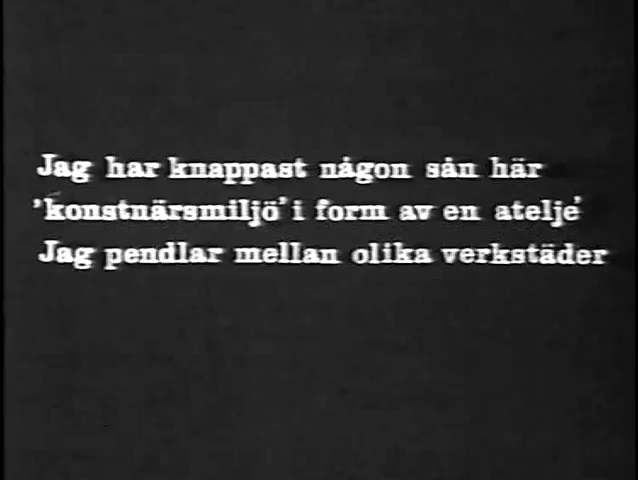 Jag har knappast någon sån här
'konstnärsmiljö' i form av en ateljé
Jag pendlar mellan olika verkstäder